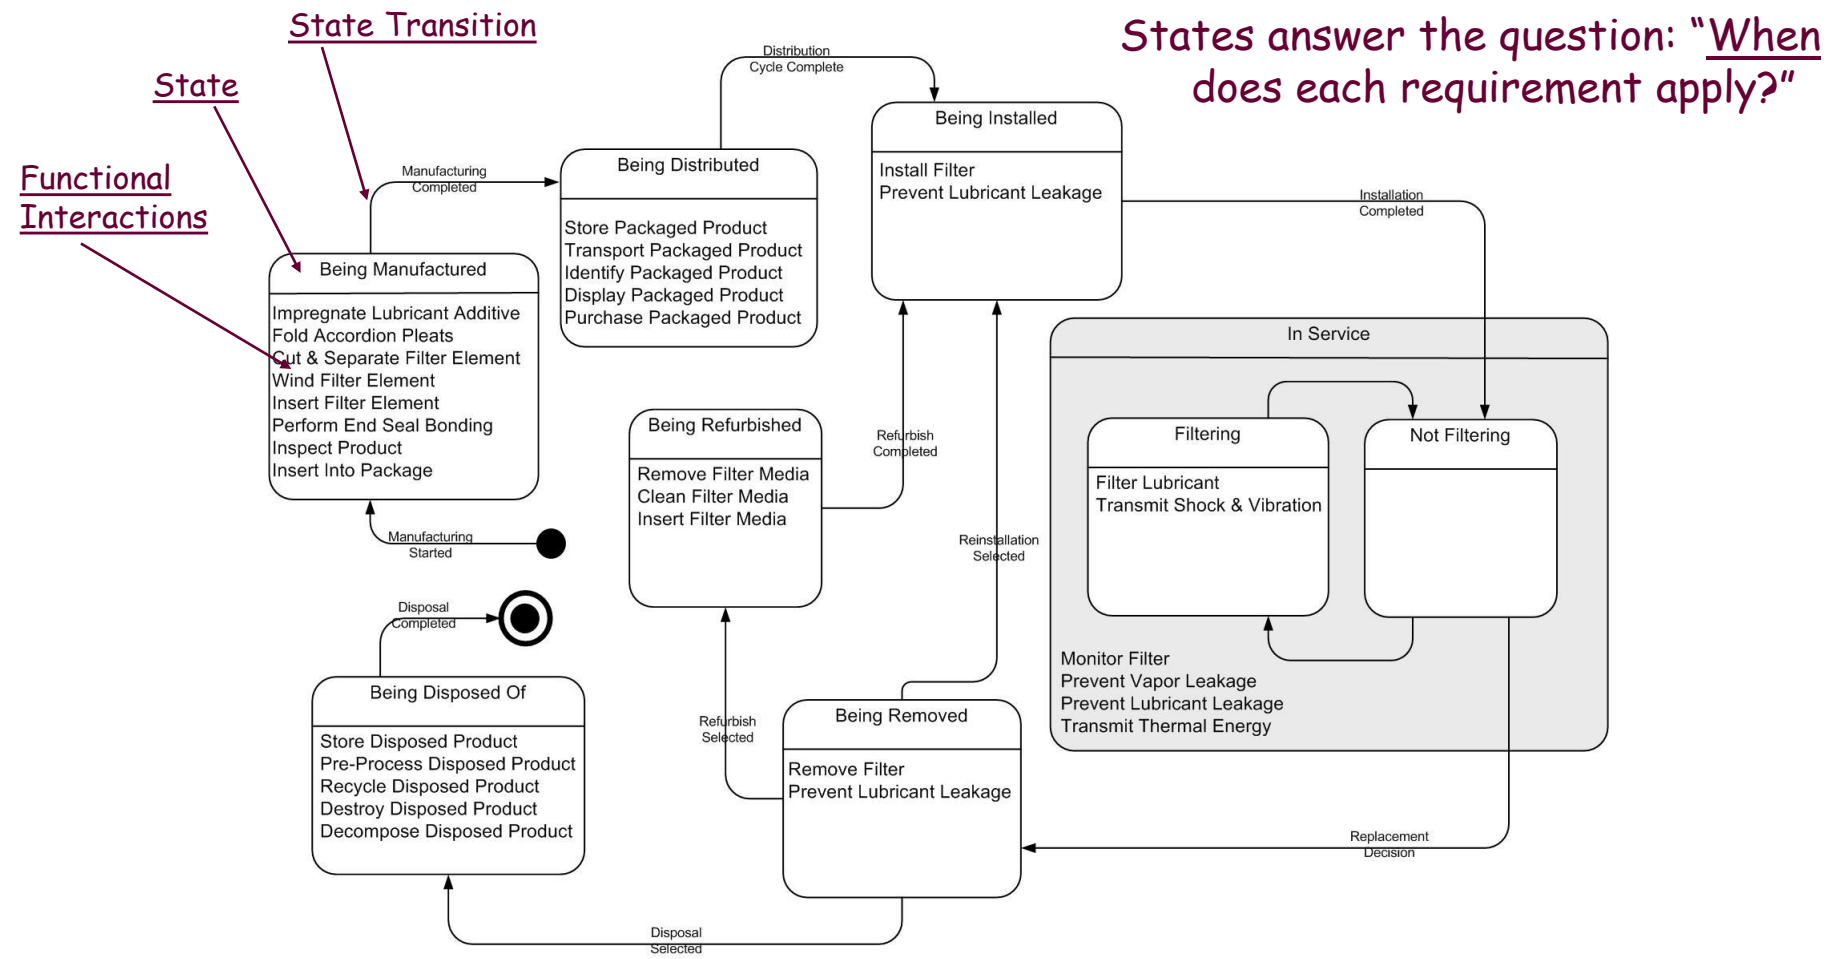 State Transition
States answer the question: “When
does each requirement apply?”
State
Functional
Interactions
Distribution
Cycle Complete
Manufacturing
Completed
Being Manufactured
Impregnate Lubricant Additive
Fold Accordion Pleats
Cut & Separate Filter Element
Wind Filter Element
Insert Filter Element
Perform End Seal Bonding
Inspect Product
Insert Into Package
Manufacturing
Started
Being Distributed
Store Packaged Product
Transport Packaged Product
Identify Packaged Product
Display Packaged Product
Purchase Packaged Product
Being Installed
Install Filter
Prevent Lubricant Leakage
Installation
Completed
In Service
Filtering
Filter Lubricant
Transmit Shock & Vibration
Not Filtering
Monitor Filter
Prevent Vapor Leakage
Prevent Lubricant Leakage
Transmit Thermal Energy
Being Refurbished
Remove Filter Media
Clean Filter Media
Insert Filter Media
Refurbish
Completed
Reinstallation
Selected
Refurbish
Selected
Being Removed
Remove Filter
Prevent Lubricant Leakage
Replacement
Decision
Disposal
Completed
Being Disposed Of
Store Disposed Product
Pre-Process Disposed Product
Recycle Disposed Product
Destroy Disposed Product
Decompose Disposed Product
Disposal
Selected